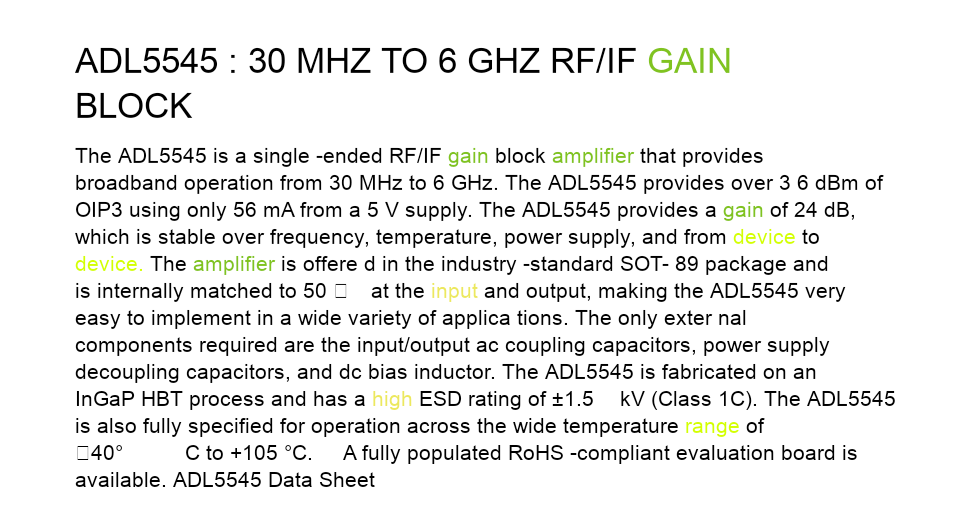 ADL5545 : 30 MHZ TO 6 GHZ RF/IF GAIN
BLOCK
The ADL5545 is a single -ended RF/IF gain block amplifier that provides
broadband operation from 30 MHz to 6 GHz. The ADL5545 provides over 3 6 dBm of
OIP3 using only 56 mA from a 5 V supply. The ADL5545 provides a gain of 24 dB,
which is stable over frequency, temperature, power supply, and from device to
device. The amplifier is offere d in the industry -standard SOT- 89 package and
is internally matched to 50 □ at the input and output, making the ADL5545 very
easy to implement in a wide variety of applica tions. The only exter nal
components required are the input/output ac coupling capacitors, power supply
decoupling capacitors, and dc bias inductor. The ADL5545 is fabricated on an
InGaP HBT process and has a high ESD rating of ±1.5 kV (Class 1C). The ADL5545
is also fully specified for operation across the wide temperature range of
□40° C to +105 °C. A fully populated RoHS -compliant evaluation board is
available. ADL5545 Data Sheet